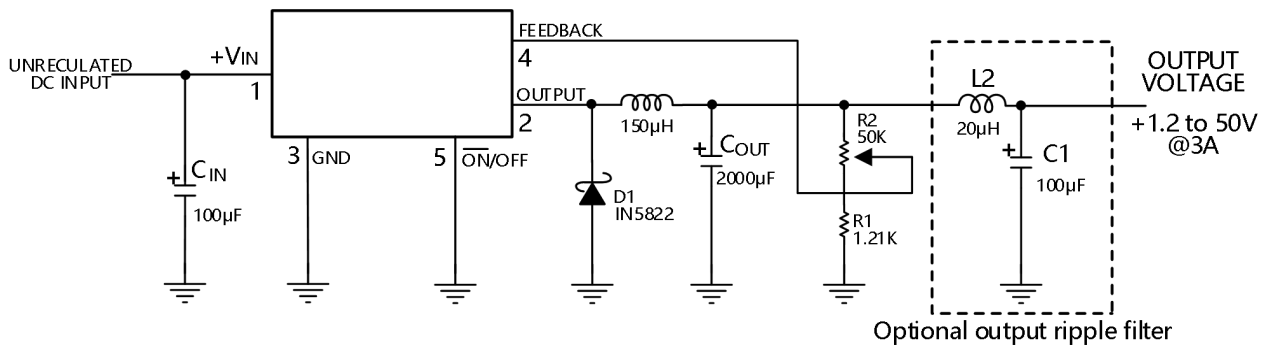 UNRECULATED
DC INPUT
+VIN
1
FEEDBACK
4
OUTPUT
2
3 GND
5 ON/OFF
+
CIN
100µF
150µH
D1
IN5822
+
COUT
2000µF
R2
50K
R1
1.21K
L2
20µH
+
C1
100µF
OUTPUT
VOLTAGE
+1.2 to 50V
@3A
Optional output ripple filter